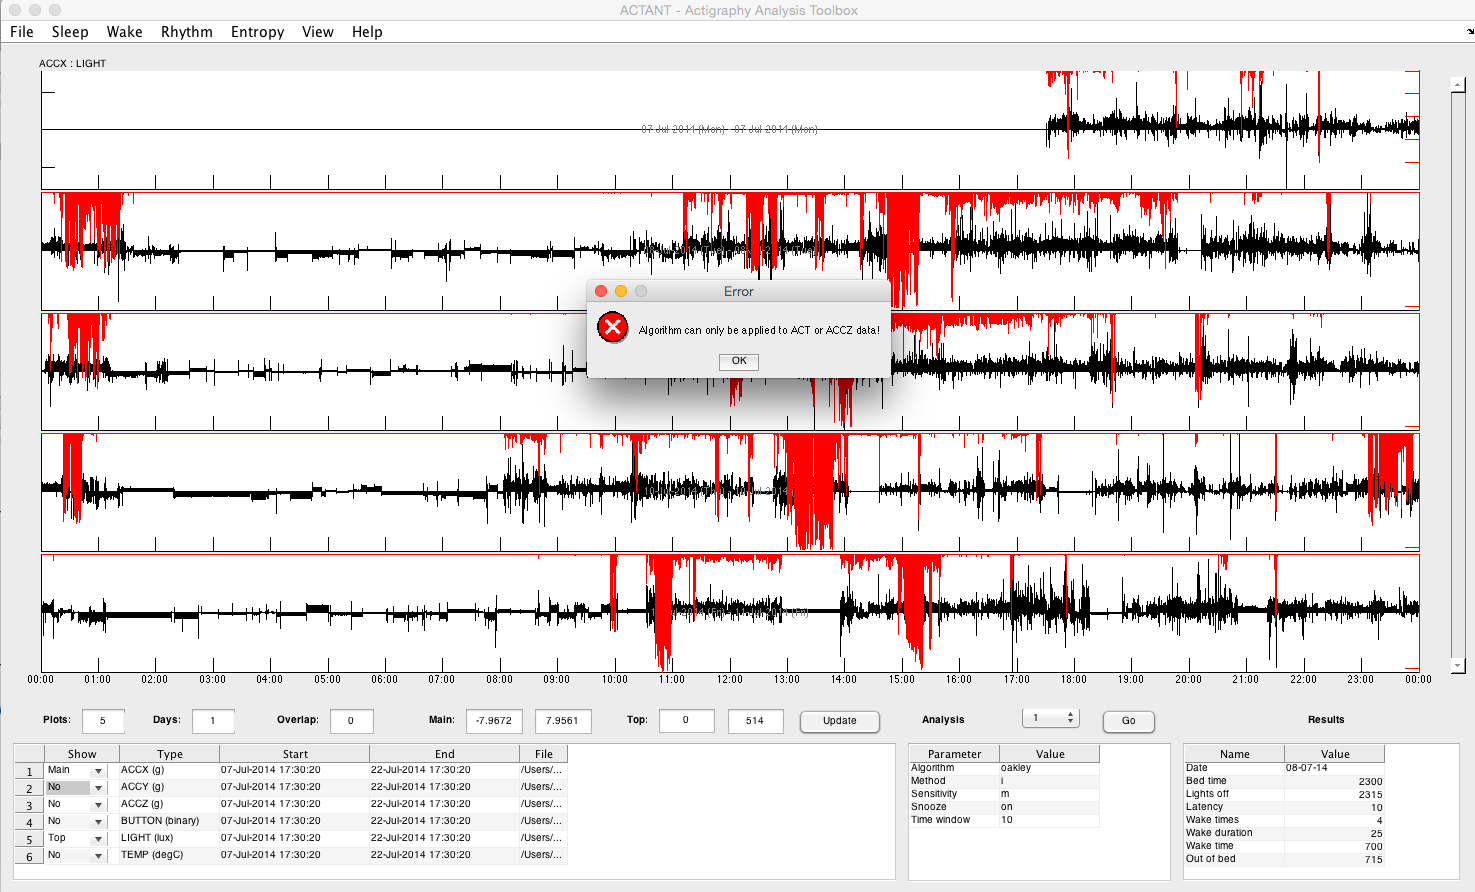 ACTANT - Actigraphy Analysis Toolbox
File Sleep Wake Rhythm Entropy View Help
ACCX : LIGHT
07 Jul 2014 (Mon) - 07 Jul 2014 (Mon)
Error
Algorithm can only be applied to ACT or ACCZ data!
OK
00:00 01:00 02:00 03:00 04:00 05:00 06:00 07:00 08:00 09:00 10:00 11:00 12:00 13:00 14:00 15:00 16:00 17:00 18:00 19:00 20:00 21:00 22:00 23:00 00:00
Plots: 5 Days: 1 Overlap: 0 Main: -7.9672 7.9561 Top: 0 514 Update Analysis 1 Go Results
Show Type Start End File
1 Main ACCX (g) 07-Jul-2014 17:30:20 22-Jul-2014 17:30:20 /Users/...
2 No ACCY (g) 07-Jul-2014 17:30:20 22-Jul-2014 17:30:20 /Users/...
3 No ACCZ (g) 07-Jul-2014 17:30:20 22-Jul-2014 17:30:20 /Users/...
4 No BUTTON (binary) 07-Jul-2014 17:30:20 22-Jul-2014 17:30:20 /Users/...
5 Top LIGHT (lux) 07-Jul-2014 17:30:20 22-Jul-2014 17:30:20 /Users/...
6 No TEMP (degC) 07-Jul-2014 17:30:20 22-Jul-2014 17:30:20 /Users/...
Parameter Value
Algorithm oakley
Method i
Sensitivity m
Snooze on
Time window 10
Name Value
Date 08-07-14
Bed time 2300
Lights off 2315
Latency 10
Wake times 4
Wake duration 25
Wake time 700
Out of bed 715